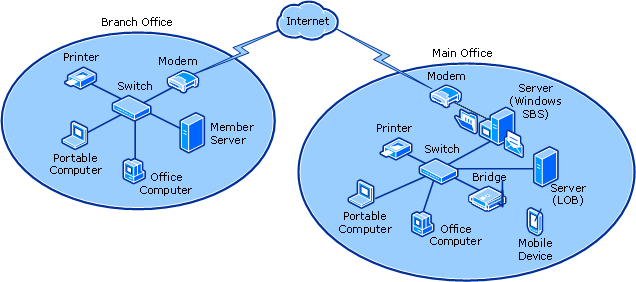 Internet
Branch Office
Printer
Modem
Switch
Member
Server
Portable
Computer
Office
Computer
Main Office
Modem
Server
(Windows
SBS)
Printer
Switch
Bridge
Server
(LOB)
Portable
Computer
Office
Computer
Mobile
Device